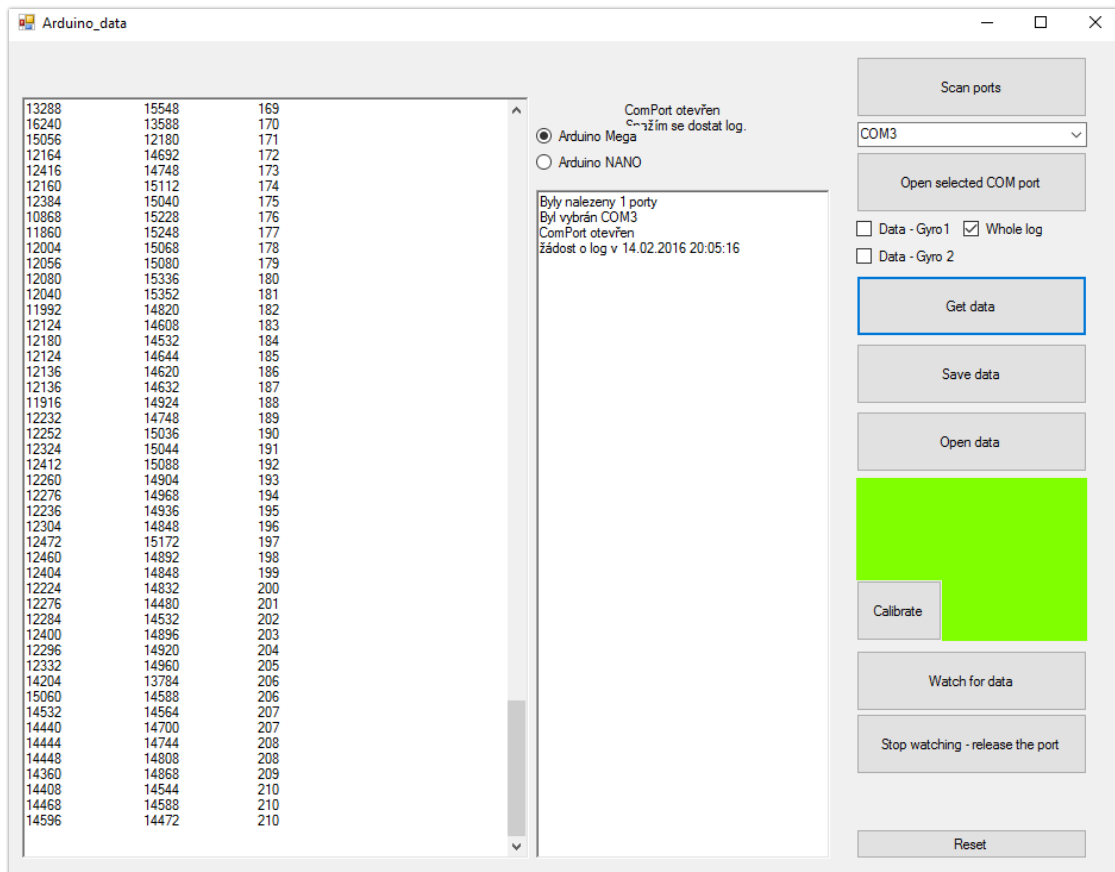 Arduino_data
13288 15548 169
16240 13588 170
15056 12180 171
12164 14692 172
12416 14748 173
12160 15112 174
12384 15040 175
10868 15228 176
11860 15248 177
12004 15068 178
12056 15080 179
12080 15336 180
12040 15352 181
11992 14820 182
12124 14608 183
12180 14532 184
12124 14644 185
12136 14620 186
12136 14632 187
11916 14924 188
12232 14748 189
12252 15036 190
12324 15044 191
12412 15088 192
12260 14904 193
12276 14968 194
12236 14936 195
12304 14848 196
12472 15172 197
12460 14892 198
12404 14848 199
12224 14832 200
12276 14480 201
12284 14532 202
12400 14896 203
12296 14920 204
12332 14960 205
14204 13784 206
15060 14588 206
14532 14564 207
14440 14700 207
14444 14744 208
14448 14808 208
14360 14868 209
14408 14544 210
14468 14588 210
14596 14472 210
ComPort otevřen
se dostat log.
Arduino Mega
Arduino NANO
Byly nalezeny 1 porty
Byl vybrán COM3
ComPort otevřen
žádost o log v 14.02.2016 20:05:16
Scan ports
COM3
Open selected COM port
Data - Gyro1 Whole log
Data - Gyro 2
Get data
Save data
Open data
Calibrate
Watch for data
Stop watching - release the port
Reset